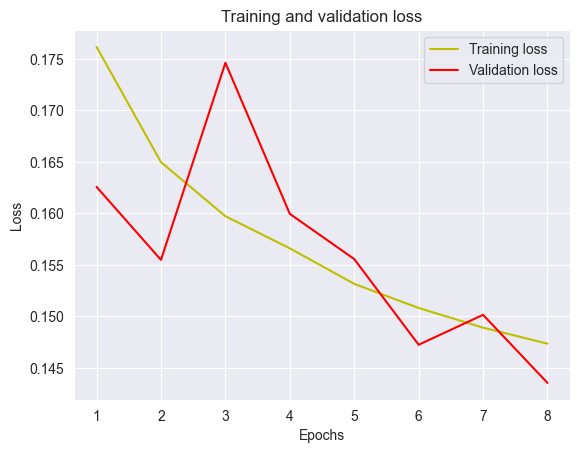 Training and validation loss
Training loss
Validation loss
0.175
0.170
0.165
0.160
0.155
0.150
0.145
Loss
1 2 3 4 5 6 7 8
Epochs